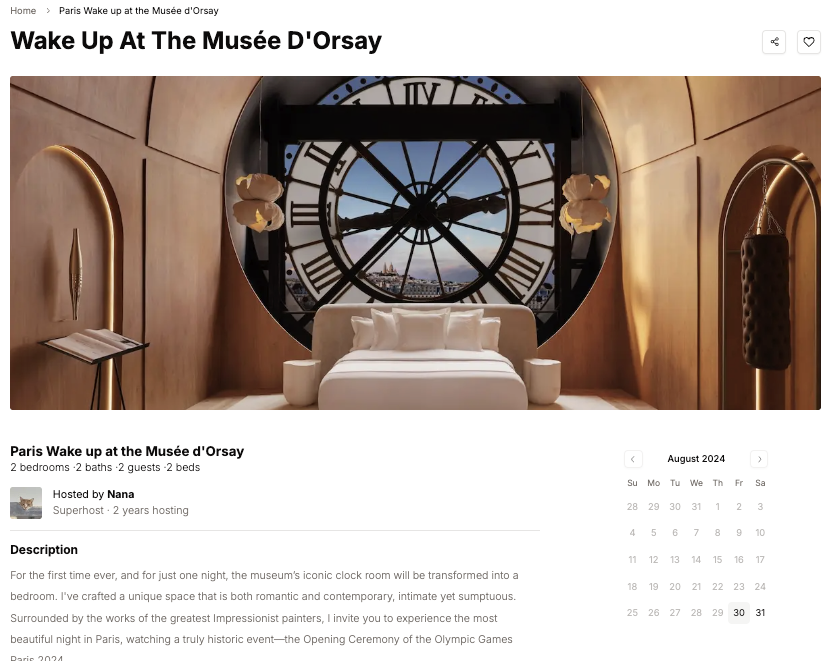 Home > Paris Wake up at the Musée d'Orsay
Wake Up At The Musée D'Orsay
Paris Wake up at the Musée d'Orsay
2 bedrooms ·2 baths ·2 guests ·2 beds
Hosted by Nana
Superhost · 2 years hosting
Description
For the first time ever, and for just one night, the museum's iconic clock room will be transformed into a
bedroom. I've crafted a unique space that is both romantic and contemporary, intimate yet sumptuous.
Surrounded by the works of the greatest Impressionist painters, I invite you to experience the most
beautiful night in Paris, watching a truly historic event—the Opening Ceremony of the Olympic Games
Paris 2024
August 2024
Su Mo Tu We Th Fr Sa
28 29 30 31 1 2 3
4 5 6 7 8 9 10
11 12 13 14 15 16 17
18 19 20 21 22 23 24
25 26 27 28 29 30 31